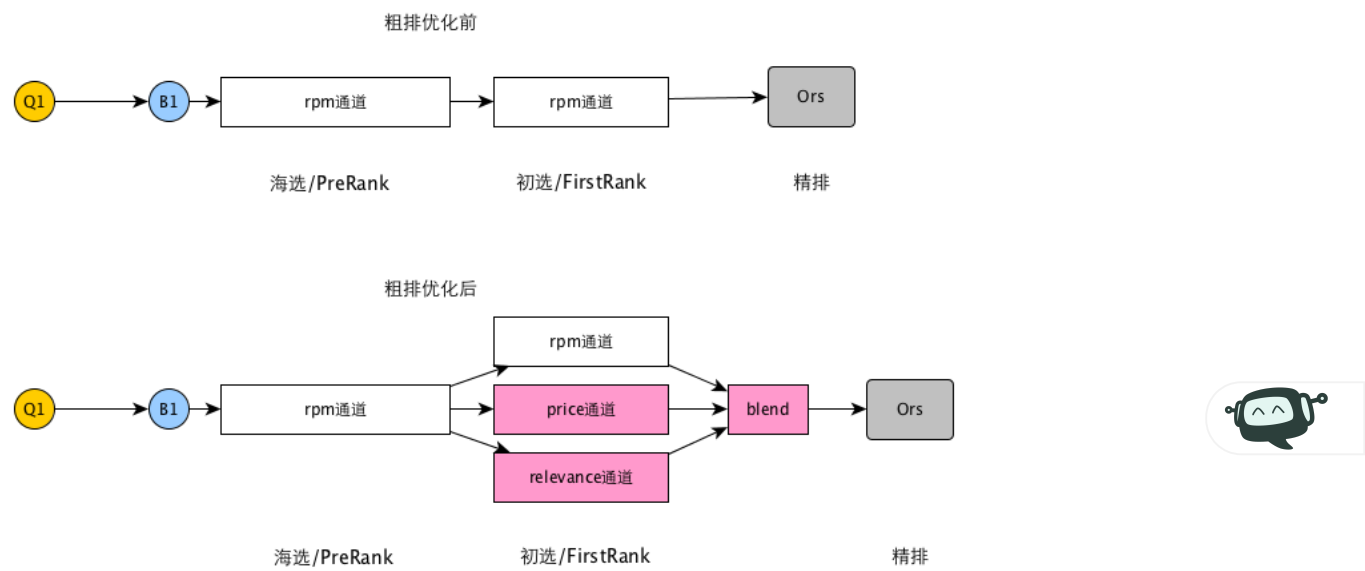 粗排优化前
Q1
B1
rpm通道
rpm通道
Ors
海选/PreRank
初选/FirstRank
精排
粗排优化后
rpm通道
Q1
B1
rpm通道
price通道
blend
Ors
relevance通道
海选/PreRank
初选/FirstRank
精排